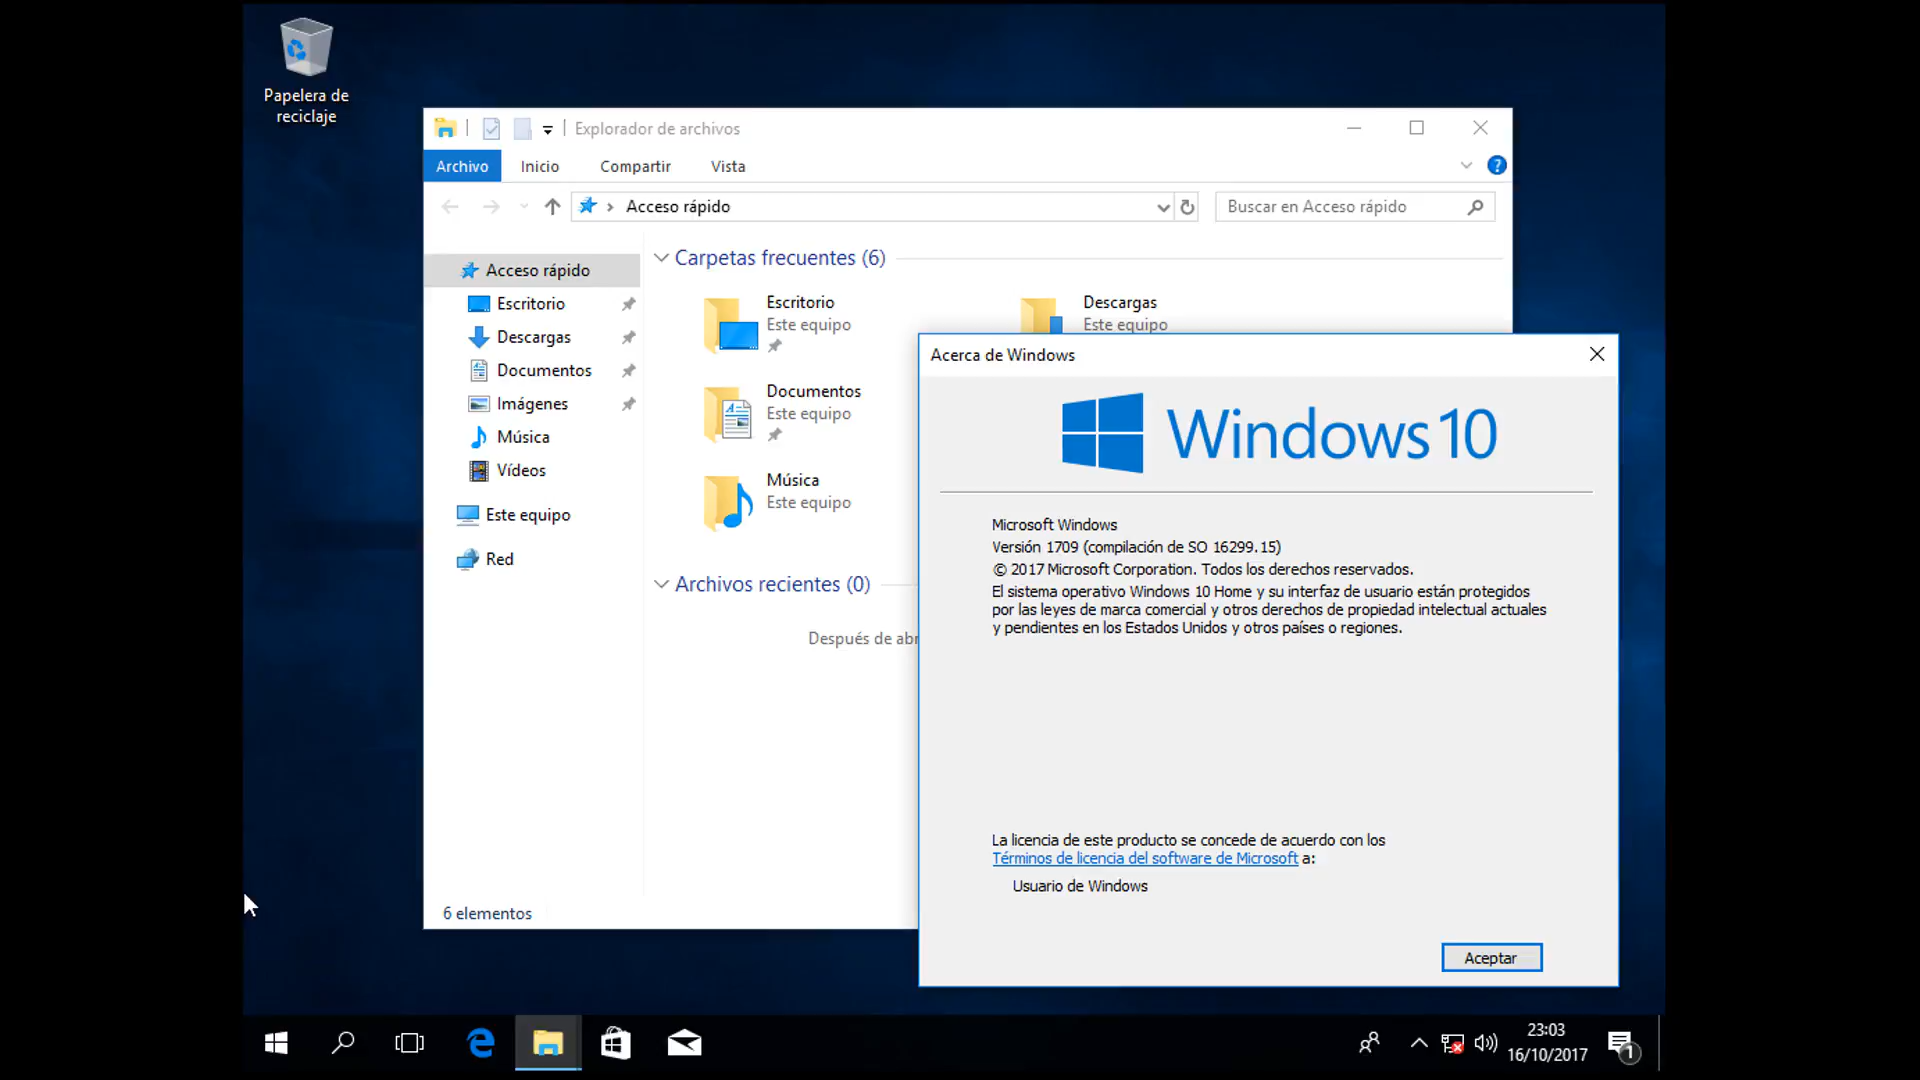 Papelera de
reciclaje
Explorador de archivos
Archivo
Inicio
Compartir
Vista
?
Acceso rápido
Buscar en Acceso rápido
Acceso rápido
Escritorio
Descargas
Documentos
Imágenes
Música
Vídeos
Este equipo
Red
Carpetas frecuentes (6)
Escritorio
Este equipo
Descargas
Este equipo
Documentos
Este equipo
Música
Este equipo
Archivos recientes (0)
Después de abr
6 elementos
Acerca de Windows
Windows 10
Microsoft Windows
Versión 1709 (compilación de SO 16299.15)
© 2017 Microsoft Corporation. Todos los derechos reservados.
El sistema operativo Windows 10 Home y su interfaz de usuario están protegidos
por las leyes de marca comercial y otros derechos de propiedad intelectual actuales
y pendientes en los Estados Unidos y otros países o regiones.
La licencia de este producto se concede de acuerdo con los
Términos de licencia del software de Microsoft a:
Usuario de Windows
Aceptar
23:03
16/10/2017
1